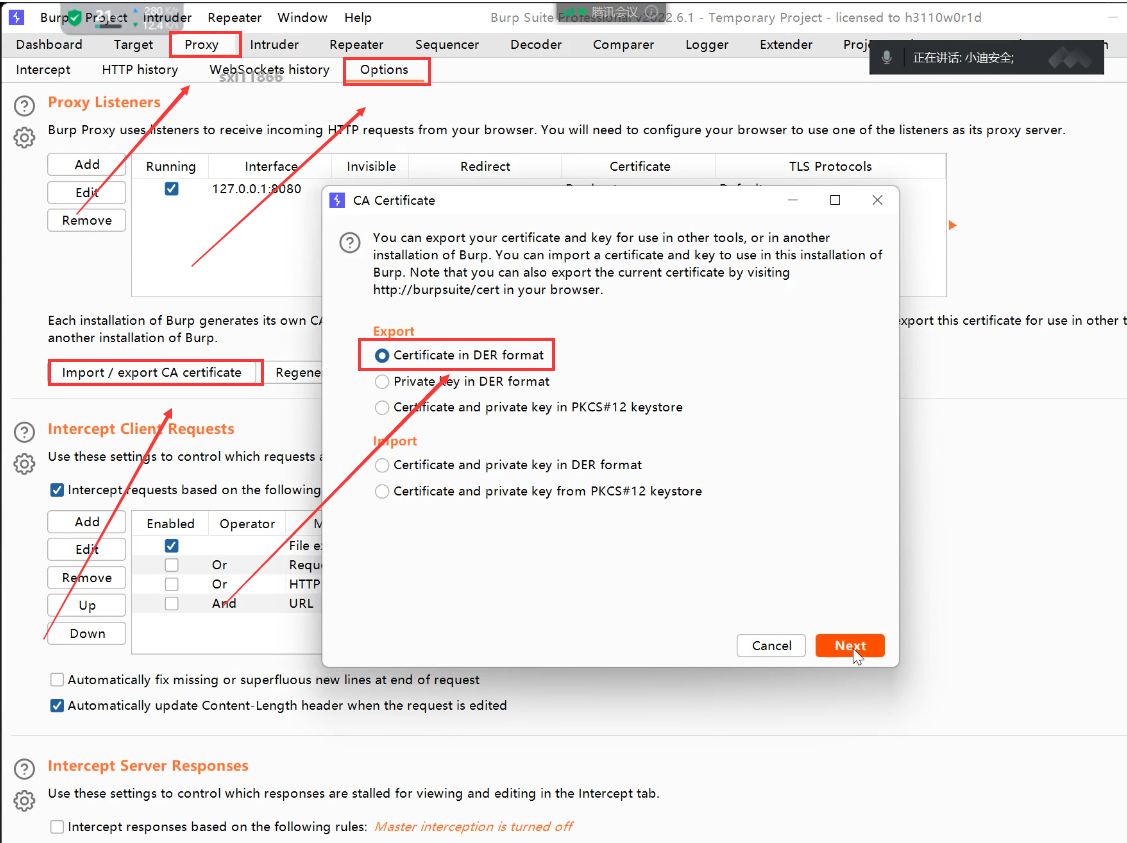 Burp Project Intruder Repeater Window Help
Burp Suite Professional v2022.6.1 - Temporary Project - licensed to h3110w0r1d
280 K/s
12.4 K/s
腾讯会议
Dashboard Target Proxy Intruder Repeater Sequencer Decoder Comparer Logger Extender
正在讲话: 小迪安全;
Intercept HTTP history WebSockets history Options
sxf11866
Proxy Listeners
Burp Proxy uses listeners to receive incoming HTTP requests from your browser. You will need to configure your browser to use one of the listeners as its proxy server.
Add
Edit
Remove
Running Interface Invisible Redirect Certificate TLS Protocols
127.0.0.1:8080
CA Certificate
You can export your certificate and key for use in other tools, or in another
installation of Burp. You can import a certificate and key to use in this installation of
Burp. Note that you can also export the current certificate by visiting
http://burpsuite/cert in your browser.
Export
Certificate in DER format
Private key in DER format
Certificate and private key in PKCS#12 keystore
Import
Certificate and private key in DER format
Certificate and private key from PKCS#12 keystore
Cancel
Next
Each installation of Burp generates its own CA
export this certificate for use in other t
another installation of Burp.
Import / export CA certificate
Regene
Intercept Client Requests
Use these settings to control which requests a
Intercept requests based on the following
Add
Edit
Remove
Up
Down
Enabled Operator M
File e
Or Reque
Or HTTP
And URL
Automatically fix missing or superfluous new lines at end of request
Automatically update Content-Length header when the request is edited
Intercept Server Responses
Use these settings to control which responses are stalled for viewing and editing in the Intercept tab.
Intercept responses based on the following rules: Master interception is turned off